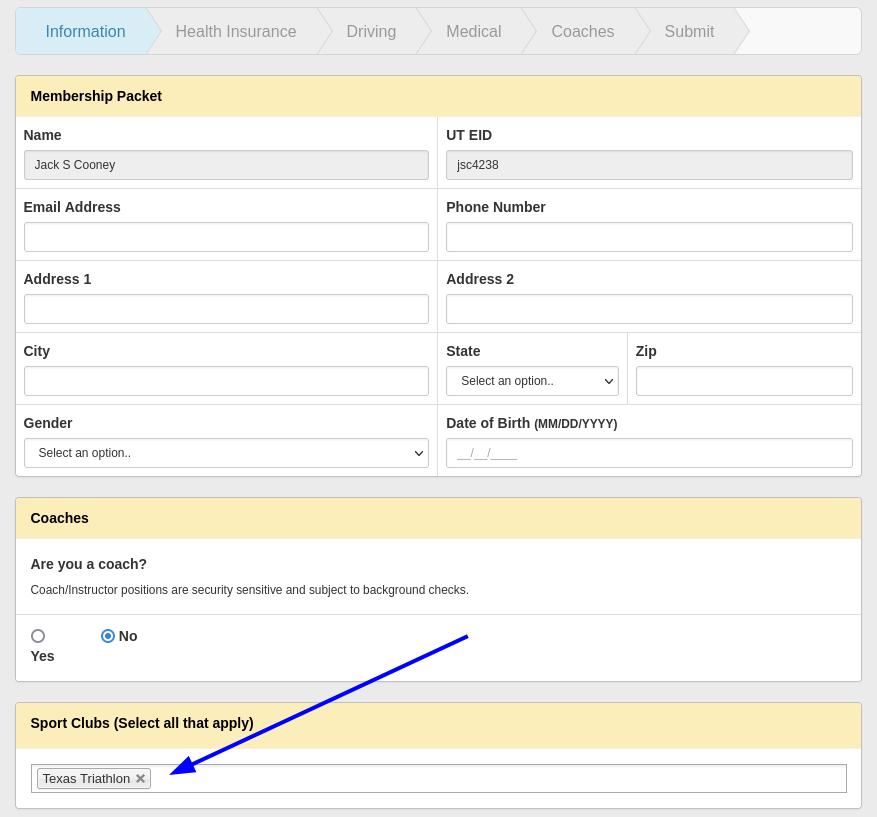 Information Health Insurance Driving Medical Coaches Submit
Membership Packet
Name UT EID
Jack S Cooney jsc4238
Email Address Phone Number
Address 1 Address 2
City State Zip
Select an option..
Gender Date of Birth (MM/DD/YYYY)
Select an option.. __/__/____
Coaches
Are you a coach?
Coach/Instructor positions are security sensitive and subject to background checks.
No
Yes
Sport Clubs (Select all that apply)
Texas Triathlon